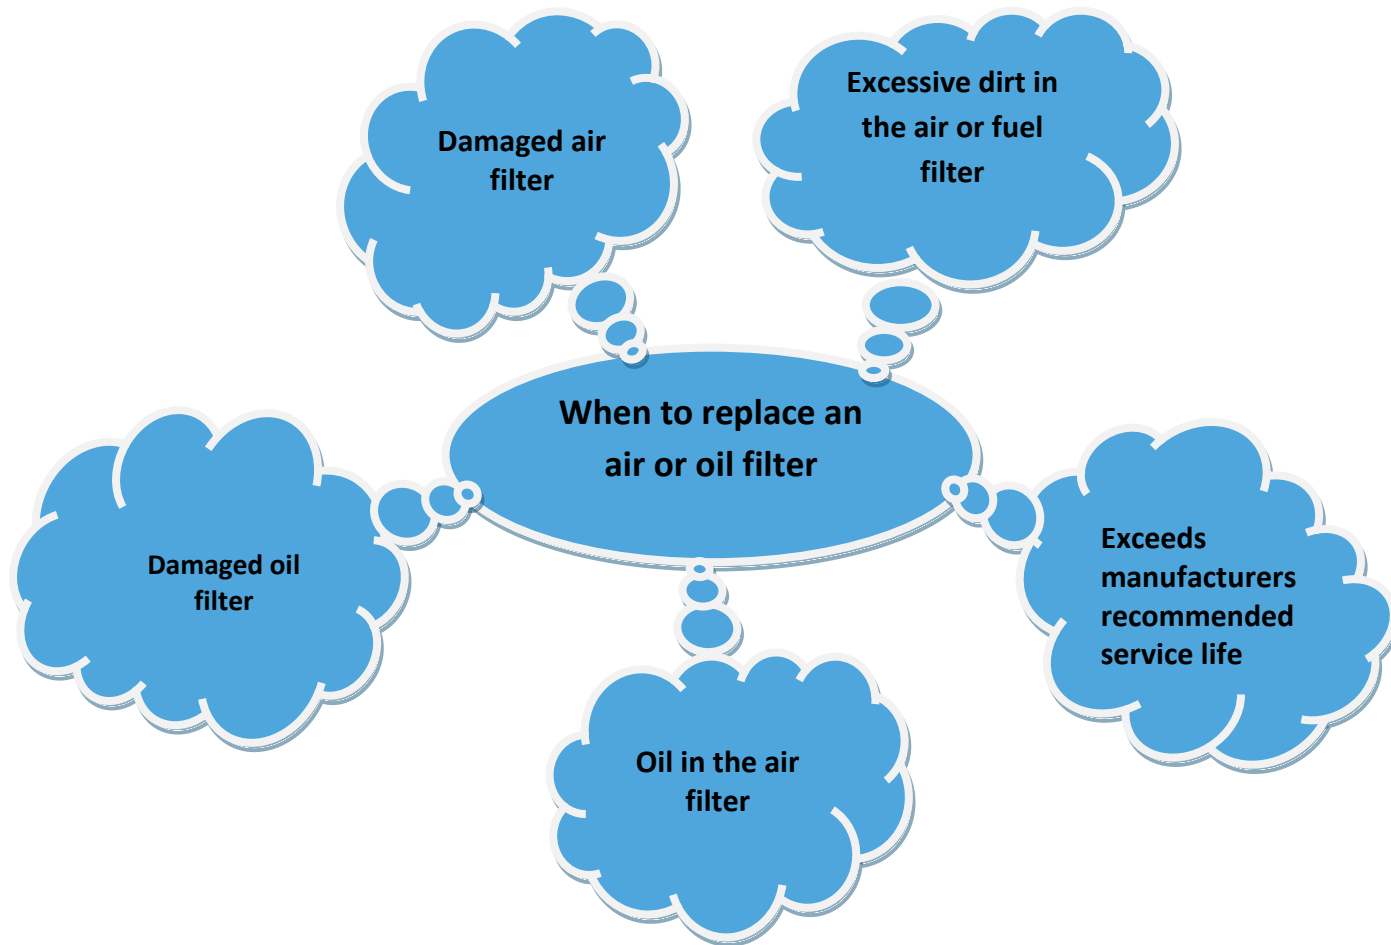 Damaged air
filter
Excessive dirt in
the air or fuel
filter
When to replace an
air or oil filter
Damaged oil
filter
Exceeds
manufacturers
recommended
service life
Oil in the air
filter